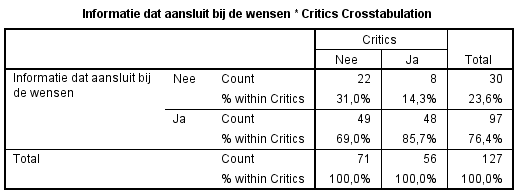 Informatie dat aansluit bij de wensen * Critics Crosstabulation
Critics
Nee Ja Total
Informatie dat aansluit bij Nee Count 22 8 30
de wensen % within Critics 31,0% 14,3% 23,6%
Ja Count 49 48 97
% within Critics 69,0% 85,7% 76,4%
Total Count 71 56 127
% within Critics 100,0% 100,0% 100,0%